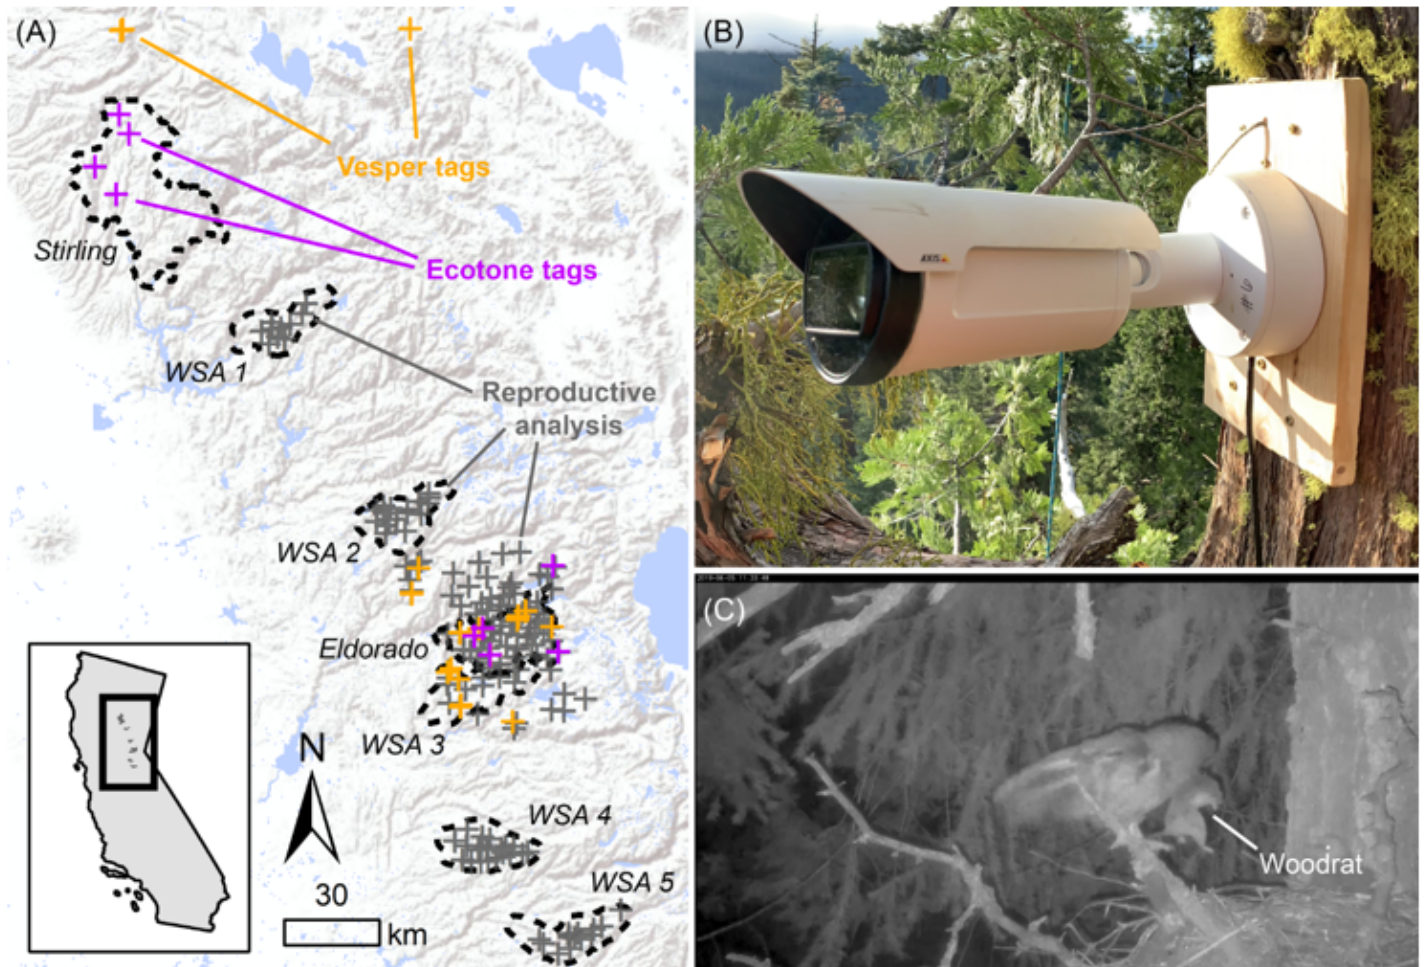 (A)
Vesper tags
Stirling
Ecotone tags
WSA 1
Reproductive
analysis
WSA 2
Eldorado
WSA 3
N
WSA 4
30
km
WSA 5
(B)
AXIS
(C)
Woodrat